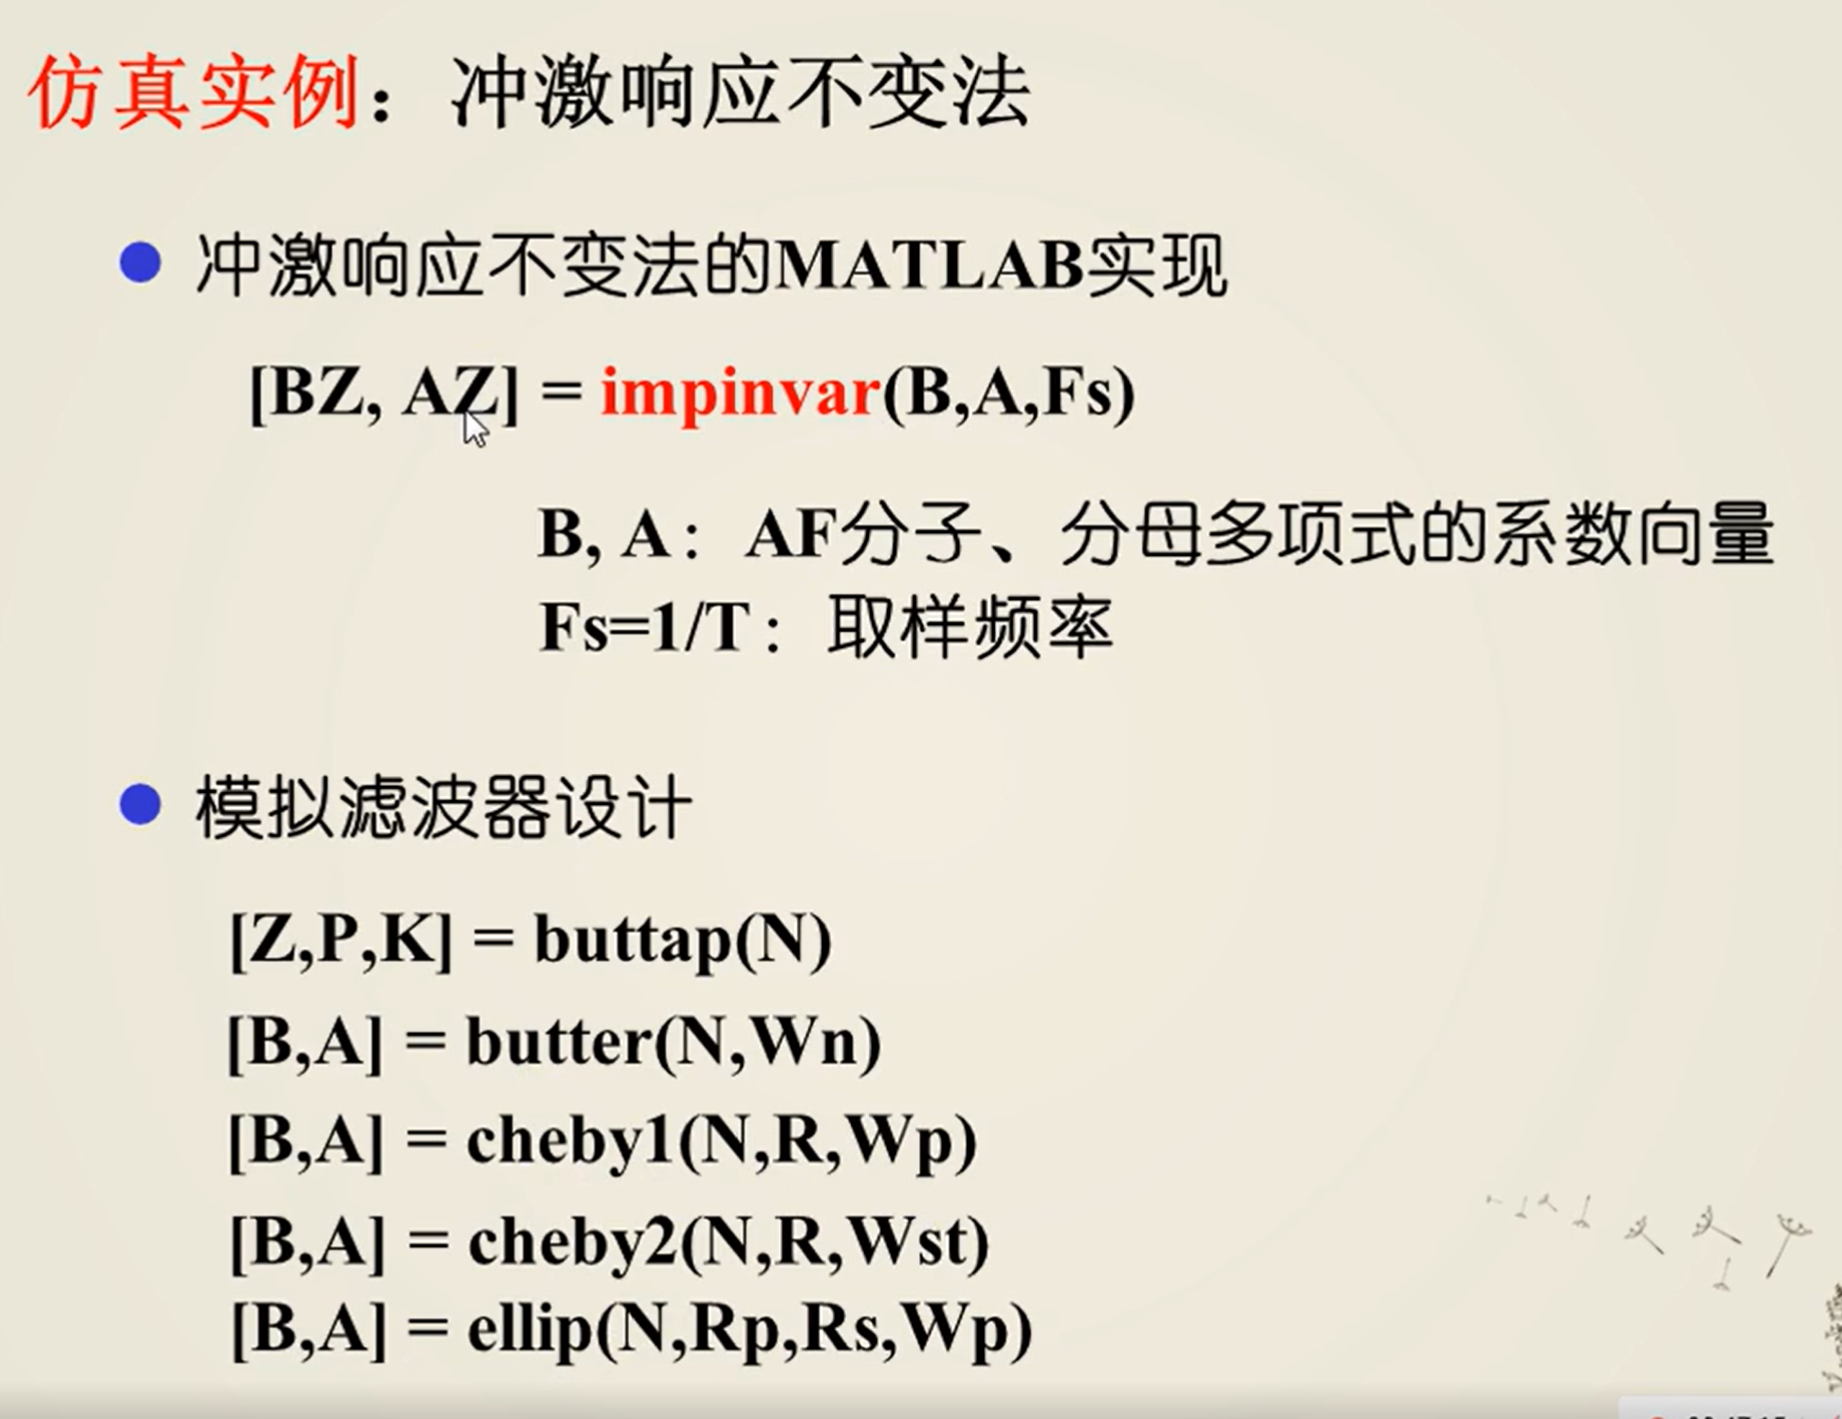 仿真实例：冲激响应不变法
冲激响应不变法的MATLAB实现
[BZ, AZ] = impinvar(B,A,Fs)
B, A：AF分子、分母多项式的系数向量
Fs=1/T：取样频率
模拟滤波器设计
[Z,P,K] = buttap(N)
[B,A] = butter(N,Wn)
[B,A] = cheby1(N,R,Wp)
[B,A] = cheby2(N,R,Wst)
[B,A] = ellip(N,Rp,Rs,Wp)